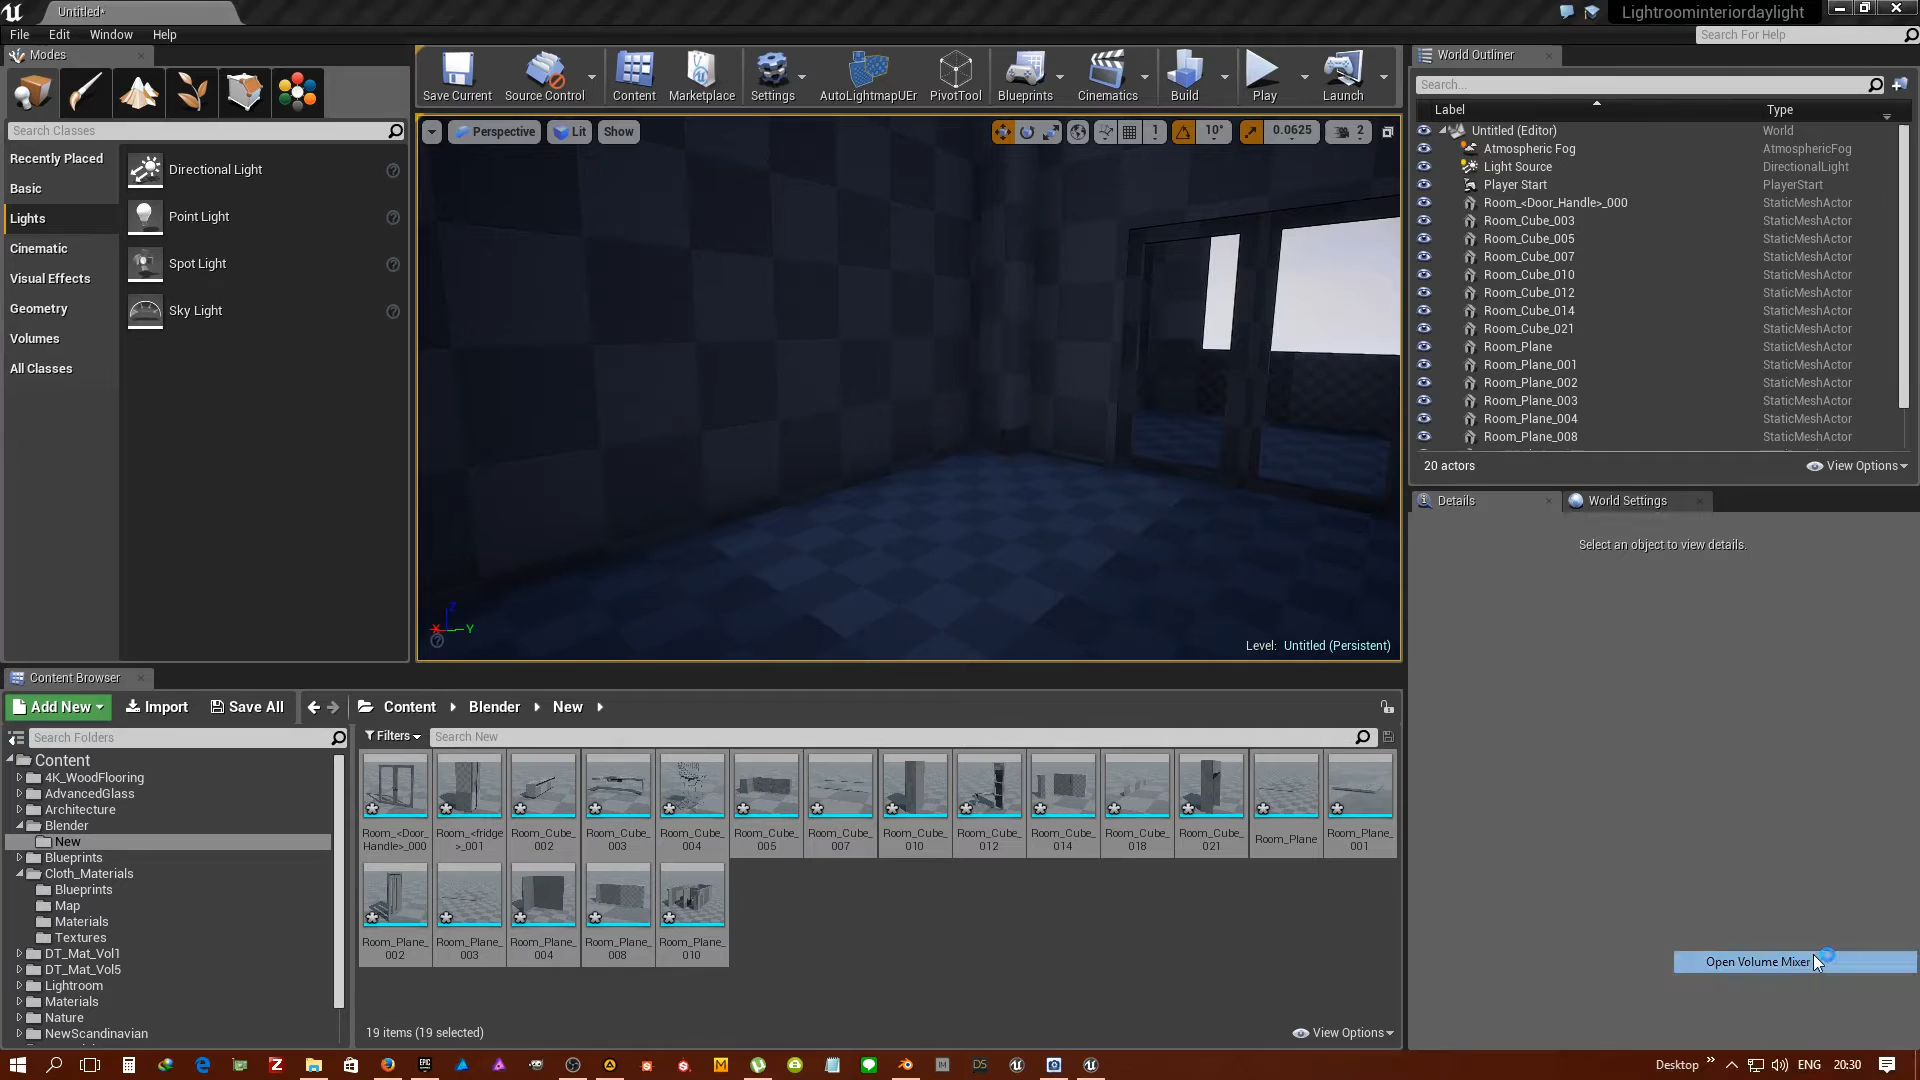 Untitled*
Lightroominteriordaylight
File Edit Window Help
Search For Help
Modes
Search Classes
Recently Placed
Basic
Lights
Cinematic
Visual Effects
Geometry
Volumes
All Classes
Directional Light
Point Light
Spot Light
Sky Light
Save Current
Source Control
Content
Marketplace
Settings
AutoLightmapUEr
PivotTool
Blueprints
Cinematics
Build
Play
Launch
Perspective
Lit
Show
1
10°
0.0625
2
Z
X
Y
Level: Untitled (Persistent)
World Outliner
Search...
Label Type
Untitled (Editor) World
Atmospheric Fog AtmosphericFog
Light Source DirectionalLight
Player Start PlayerStart
Room_<Door_Handle>_000 StaticMeshActor
Room_Cube_003 StaticMeshActor
Room_Cube_005 StaticMeshActor
Room_Cube_007 StaticMeshActor
Room_Cube_010 StaticMeshActor
Room_Cube_012 StaticMeshActor
Room_Cube_014 StaticMeshActor
Room_Cube_021 StaticMeshActor
Room_Plane StaticMeshActor
Room_Plane_001 StaticMeshActor
Room_Plane_002 StaticMeshActor
Room_Plane_003 StaticMeshActor
Room_Plane_004 StaticMeshActor
Room_Plane_008 StaticMeshActor
20 actors
View Options
Details
World Settings
Select an object to view details.
Open Volume Mixer
Content Browser
Add New
Import
Save All
Content
Blender
New
Search Folders
Filters
Search New
Content
4K_WoodFlooring
AdvancedGlass
Architecture
Blender
New
Blueprints
Cloth_Materials
Blueprints
Map
Materials
Textures
DT_Mat_Vol1
DT_Mat_Vol5
Lightroom
Materials
Nature
NewScandinavian
Room_<Door_
Handle>_000
Room_<fridge
>_001
Room_Cube_
002
Room_Cube_
003
Room_Cube_
004
Room_Cube_
005
Room_Cube_
007
Room_Cube_
010
Room_Cube_
012
Room_Cube_
014
Room_Cube_
018
Room_Cube_
021
Room_Plane
Room_Plane_
001
Room_Plane_
002
Room_Plane_
003
Room_Plane_
004
Room_Plane_
008
Room_Plane_
010
19 items (19 selected)
View Options
Desktop
ENG
20:30